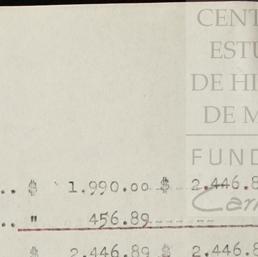 CENT
ESTU
DE HI
DE M
FUND
Carl
.. $ 1.990.00 $ 2.446.8
.. " 456.89
$ 2.446.89 $ 2.446.8